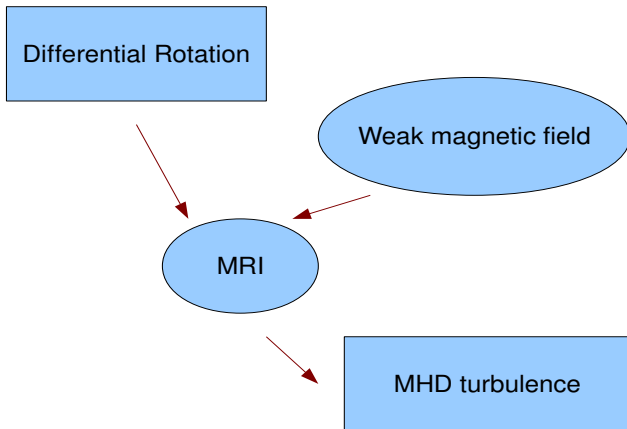 Differential Rotation
Weak magnetic field
MRI
MHD turbulence